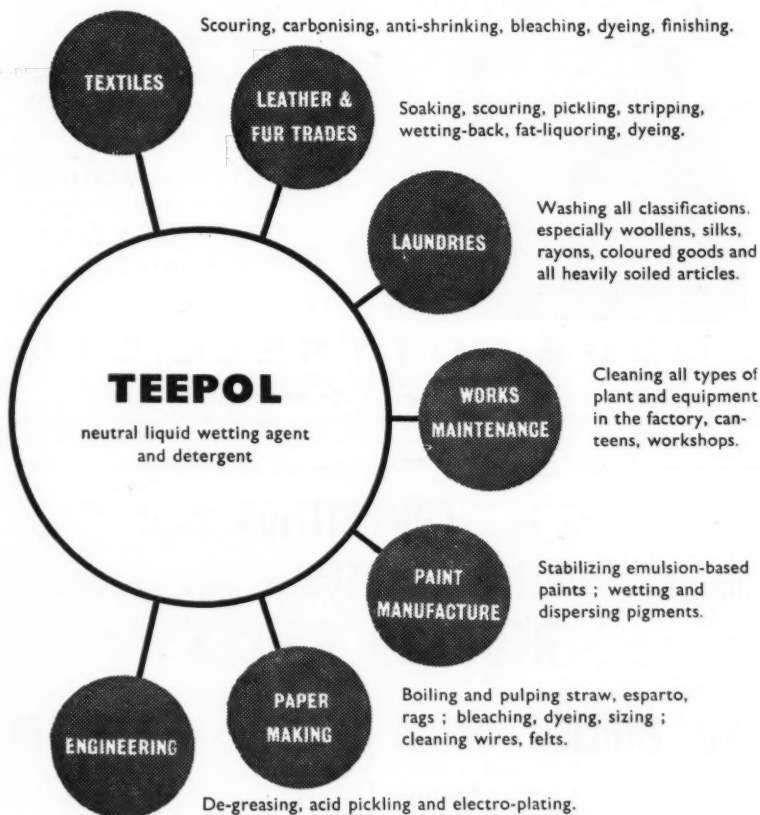 Scouring, carbonising, anti-shrinking, bleaching, dyeing, finishing.
TEXTILES
LEATHER &
FUR TRADES
Soaking, scouring, pickling, stripping,
wetting-back, fat-liquoring, dyeing.
LAUNDRIES
Washing all classifications.
especially woollens, silks,
rayons, coloured goods and
all heavily soiled articles.
TEEPOL
neutral liquid wetting agent
and detergent
WORKS
MAINTENANCE
Cleaning all types of
plant and equipment
in the factory, can-
teens, workshops.
PAINT
MANUFACTURE
Stabilizing emulsion-based
paints ; wetting and
dispersing pigments.
PAPER
MAKING
Boiling and pulping straw, esparto,
rags ; bleaching, dyeing, sizing ;
cleaning wires, felts.
ENGINEERING
De-greasing, acid pickling and electro-plating.